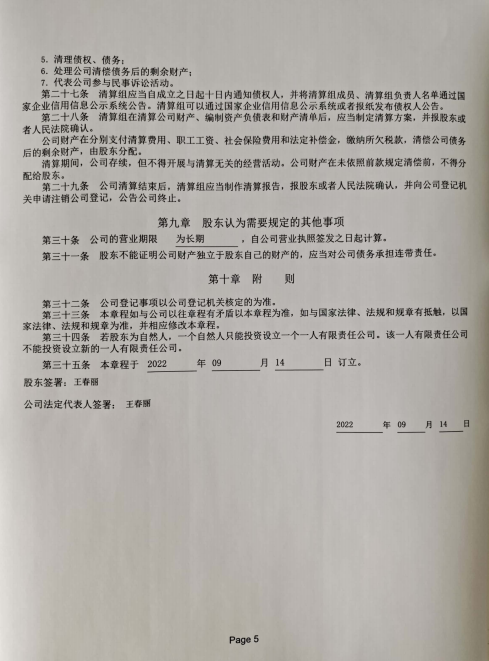 5. 清理债权、债务；
6. 处理公司清偿债务后的剩余财产；
7. 代表公司参与民事诉讼活动。
第二十七条 清算组应当自成立之日起十日内通知债权人，并将清算组成员、清算组负责人名单通过国
家企业信用信息公示系统公告。清算组可以通过国家企业信用信息公示系统或者报纸发布债权人公告。
第二十八条 清算组在清算公司财产、编制资产负债表和财产清单后，应当制定清算方案，并报股东或
者人民法院确认。
公司财产在分别支付清算费用、职工工资、社会保险费用和法定补偿金，缴纳所欠税款，清偿公司债务
后的剩余财产，由股东分配。
清算期间，公司存续，但不得开展与清算无关的经营活动。公司财产在未依照前款规定清偿前，不得分
配给股东。
第二十九条 公司清算结束后，清算组应当制作清算报告，报股东或者人民法院确认，并向公司登记机
关申请注销公司登记，公告公司终止。
第九章 股东认为需要规定的其他事项
第三十条 公司的营业期限 为长期 ，自公司营业执照签发之日起计算。
第三十一条 股东不能证明公司财产独立于股东自己的财产的，应当对公司债务承担连带责任。
第十章 附 则
第三十二条 公司登记事项以公司登记机关核定的为准。
第三十三条 本章程如与公司以往章程有矛盾以本章程为准，如与国家法律、法规和规章有抵触，以国
家法律、法规和规章为准，并相应修改本章程。
第三十四条 若股东为自然人，一个自然人只能投资设立一个一人有限责任公司。该一人有限责任公司
不能投资设立新的一人有限责任公司。
第三十五条 本章程于 2022 年 09 月 14 日 订立。
股东签署：王春丽
公司法定代表人签署：王春丽
2022 年 09 月 14 日
Page 5